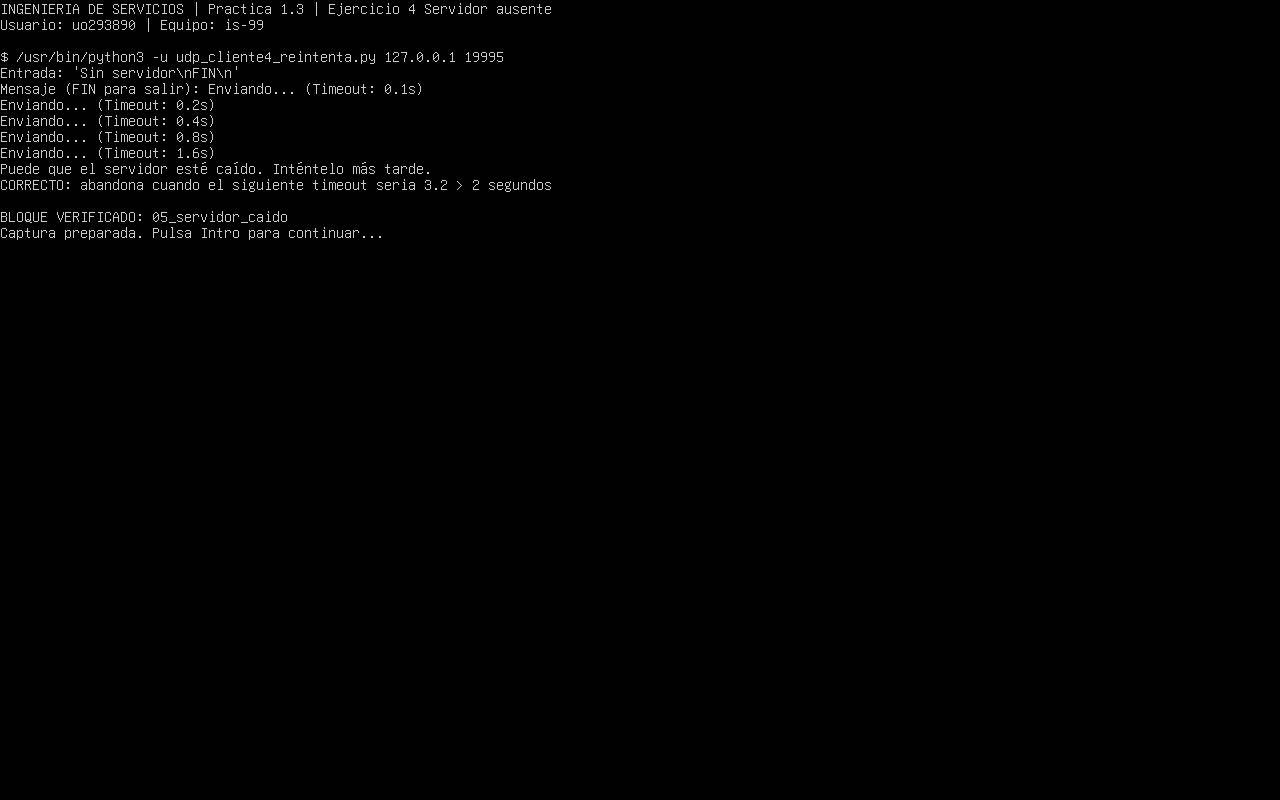 INGENIERIA DE SERVICIOS | Practica 1.3 | Ejercicio 4 Servidor ausente
Usuario: uo293890 | Equipo: is-99
$ /usr/bin/python3 -u udp_cliente4_reintenta.py 127.0.0.1 19995
Entrada: 'Sin servidor\nFIN\n'
Mensaje (FIN para salir): Enviando... (Timeout: 0.1s)
Enviando... (Timeout: 0.2s)
Enviando... (Timeout: 0.4s)
Enviando... (Timeout: 0.8s)
Enviando... (Timeout: 1.6s)
Puede que el servidor esté caído. Inténtelo más tarde.
CORRECTO: abandona cuando el siguiente timeout seria 3.2 > 2 segundos
BLOQUE VERIFICADO: 05_servidor_caido
Captura preparada. Pulsa Intro para continuar...